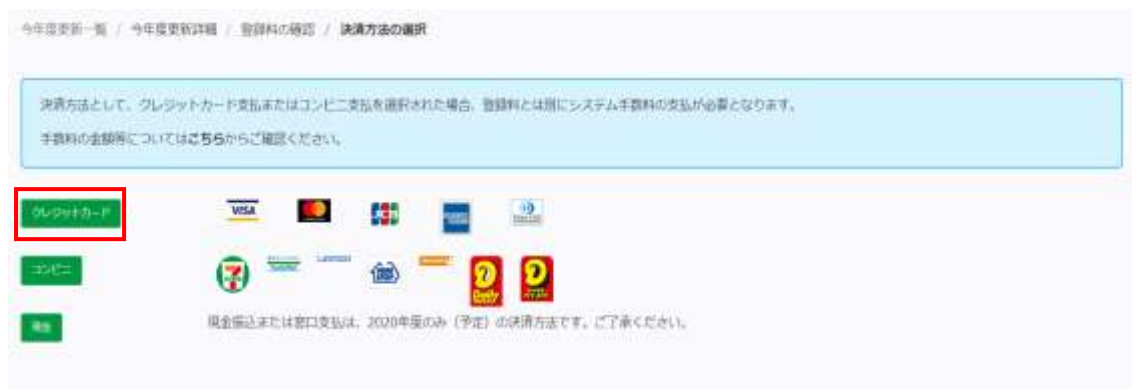 今年度更新一覧 / 今年度更新詳細 / 登録料の確認 / 決済方法の選択
決済方法として、クレジットカード支払またはコンビニ支払を選択された場合、登録料とは別にシステム手数料の支払が必要となります。
手数料の金額等についてはこちらからご確認ください。
クレジットカード
VISA
JCB
コンビニ
7
Daily
現金
現金振込または窓口支払は、2020年度のみ（予定）の決済方法です。ご了承ください。